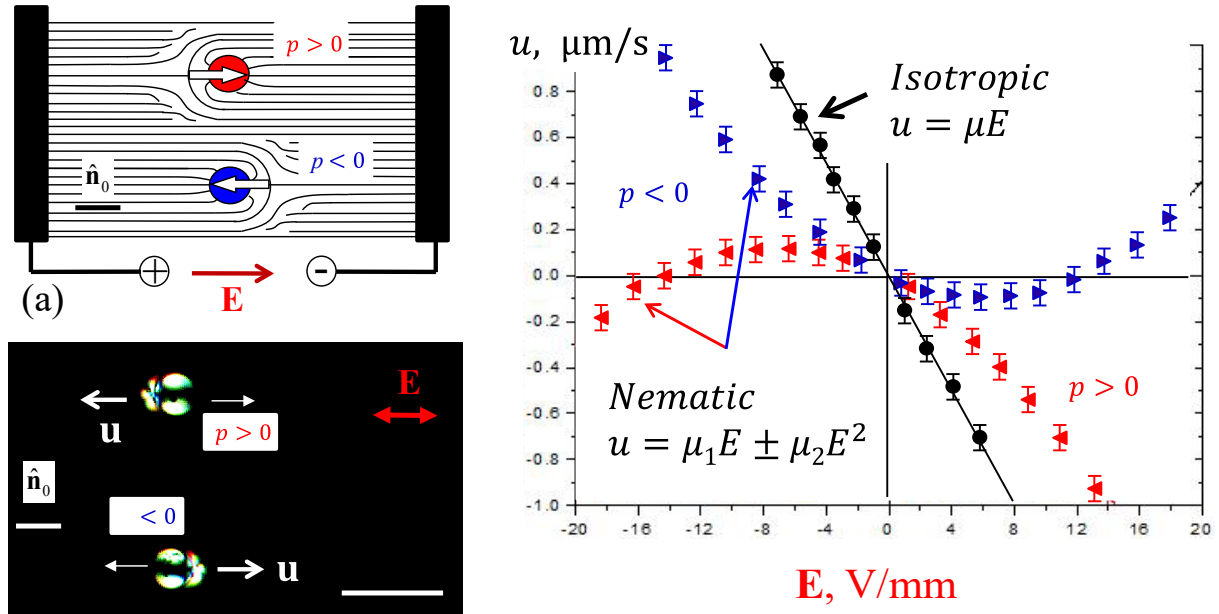 p > 0
p < 0
n̂₀
+
-
E
(a)
E
u
p > 0
n̂₀
< 0
u
u, μm/s
0.8
0.6
0.4
0.2
0.0
-0.2
-0.4
-0.6
-0.8
-1.0
Isotropic
u = μE
p < 0
p > 0
Nematic
u = μ₁E ± μ₂E²
-20 -16 -12 -8 -4 0 4 8 12 16 20
E, V/mm